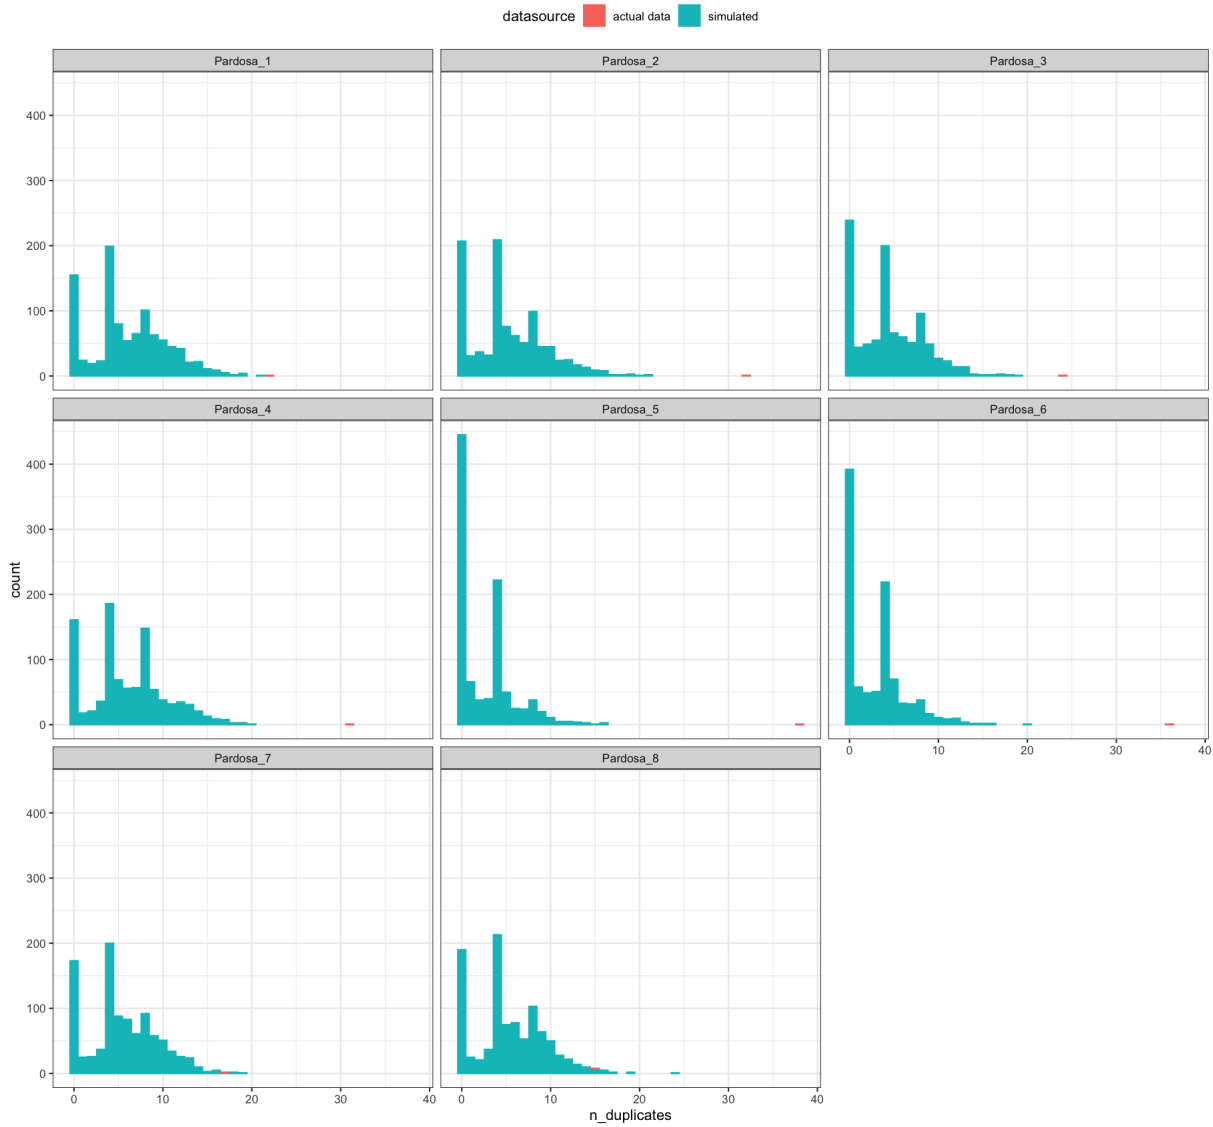 datasource actual data simulated
Pardosa_1 Pardosa_2 Pardosa_3
400
300
200
100
0
Pardosa_4 Pardosa_5 Pardosa_6
400
300
200
100
0
0 10 20 30 40
Pardosa_7 Pardosa_8
400
300
200
100
0
0 10 20 30 40 0 10 20 30 40
n_duplicates
count